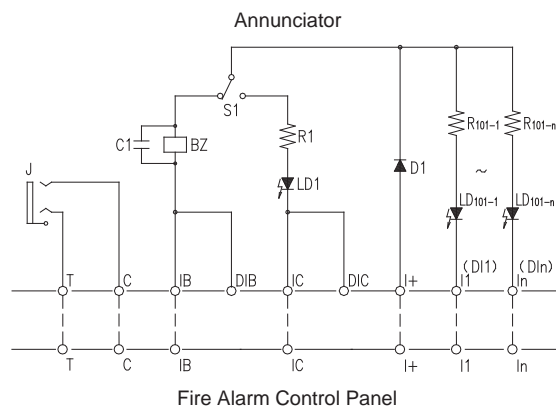 Annunciator
S1
C1 BZ R1 D1 R101-1 R101-n
J LD1 ~ LD101-1 LD101-n
(DI1) (DIn)
T C IB DIB IC DIC I+ I1 In
T C IB IC I+ I1 In
Fire Alarm Control Panel